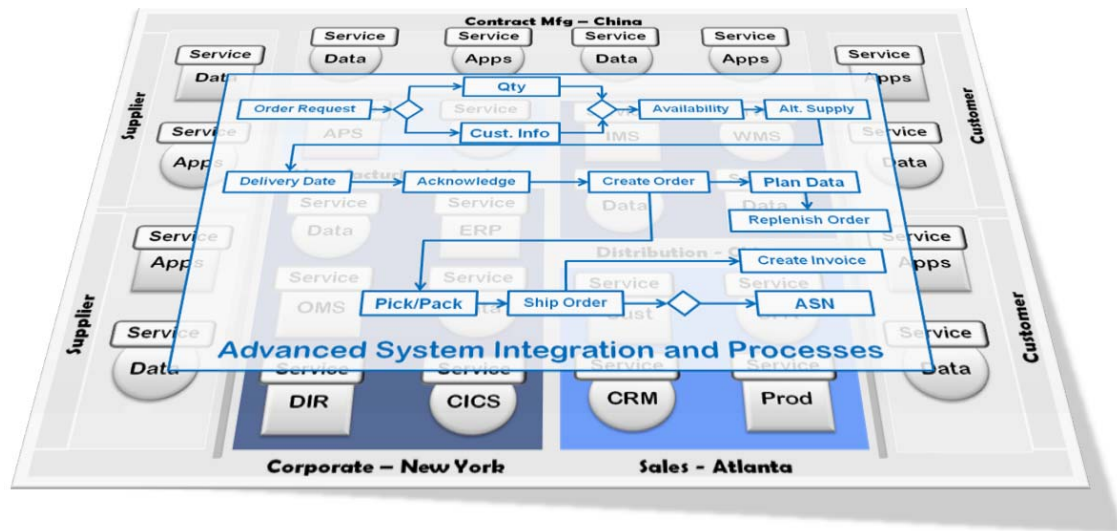 Contract Mfg – China
Service Service Service Service
Data Apps Data Apps
Service Service
Data Apps
Supplier Customer
Qty
Order Request Service Availability Alt. Supply
Cust. Info
APS IMS WMS
Service Service
Apps Data
Delivery Date Acknowledge Create Order Plan Data
Service Service
Data ERP Data Data
Replenish Order
Service Service
Apps Apps
Distribution -
Create Invoice
Service Service Service Service
OMS
Pick/Pack Ship Order ASN
Supplier Customer
Service Service
Data Data
Advanced System Integration and Processes
Service Service Service Service
DIR CICS CRM Prod
Corporate – New York Sales - Atlanta